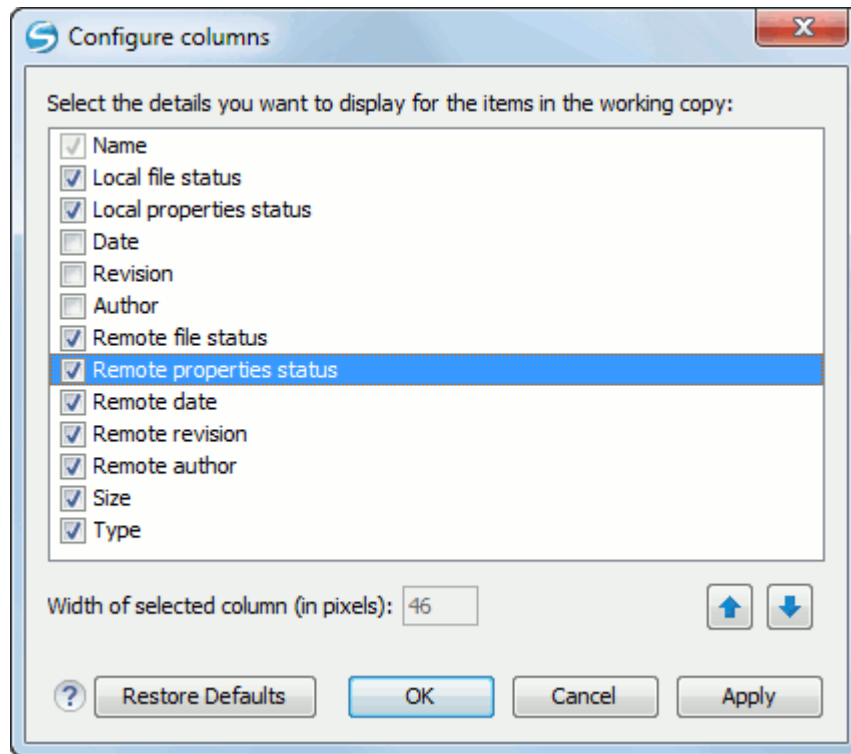 Configure columns
Select the details you want to display for the items in the working copy:
Name
Local file status
Local properties status
Date
Revision
Author
Remote file status
Remote properties status
Remote date
Remote revision
Remote author
Size
Type
Width of selected column (in pixels): 46
? Restore Defaults OK Cancel Apply